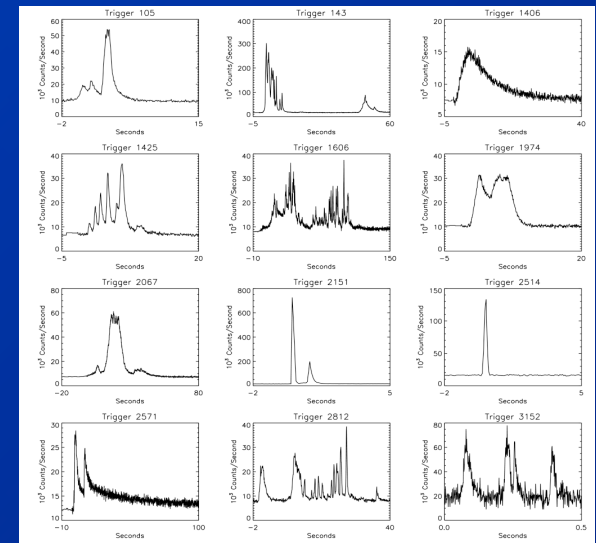 Trigger 105
10³ Counts/Second
60
50
40
30
20
10
0
-2 15
Seconds
Trigger 143
10³ Counts/Second
400
300
200
100
0
-5 60
Seconds
Trigger 1406
10³ Counts/Second
20
15
10
5
-5 40
Seconds
Trigger 1425
10³ Counts/Second
40
30
20
10
0
-5 20
Seconds
Trigger 1606
10³ Counts/Second
40
30
20
10
0
-10 150
Seconds
Trigger 1974
10³ Counts/Second
40
30
20
10
0
-5 20
Seconds
Trigger 2067
10³ Counts/Second
80
60
40
20
0
-20 80
Seconds
Trigger 2151
10³ Counts/Second
800
600
400
200
0
-2 5
Seconds
Trigger 2514
10³ Counts/Second
150
100
50
0
-2 5
Seconds
Trigger 2571
10³ Counts/Second
30
25
20
15
10
-10 100
Seconds
Trigger 2812
10³ Counts/Second
40
30
20
10
0
-2 40
Seconds
Trigger 3152
10³ Counts/Second
80
60
40
20
0
0.0 0.5
Seconds